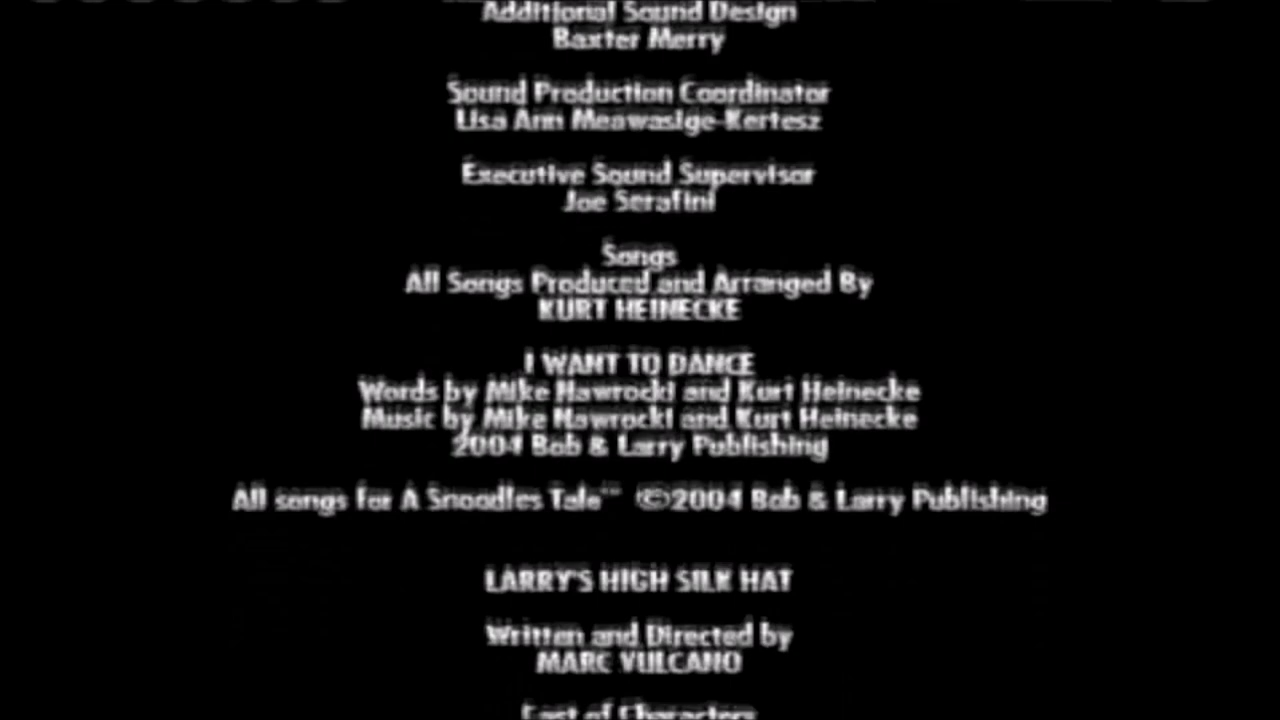 Additional Sound Design
Baxter Merry
Sound Production Coordinator
Lisa Ann Meawasige-Kertesz
Executive Sound Supervisor
Joe Serafini
Songs
All Songs Produced and Arranged By
KURT HEINECKE
I WANT TO DANCE
Words by Mike Nawrocki and Kurt Heinecke
Music by Mike Nawrocki and Kurt Heinecke
2004 Bob & Larry Publishing
All songs for A Snoodles Tale™ ©2004 Bob & Larry Publishing
LARRY'S HIGH SILK HAT
Written and Directed by
MARC VULCANO
Cast of Characters